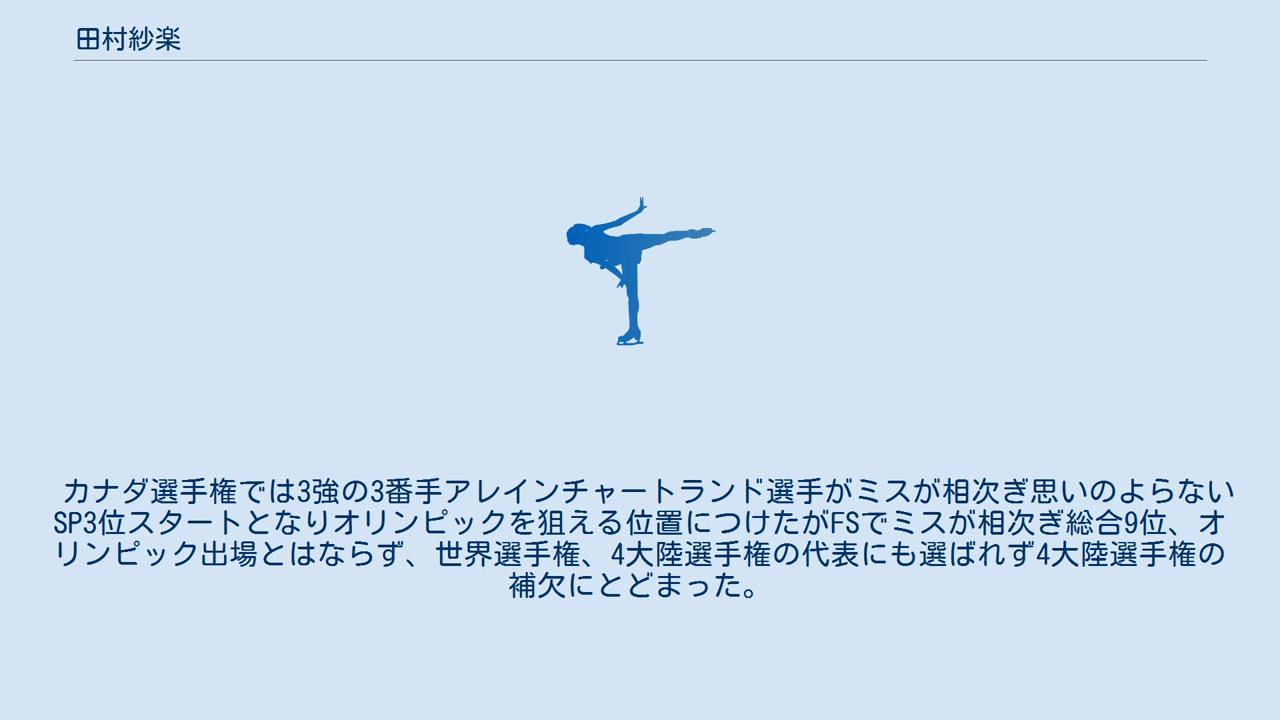 田村紗楽
カナダ選手権では3強の3番手アレインチャートランド選手がミスが相次ぎ思いのよらない
SP3位スタートとなりオリンピックを狙える位置につけたがFSでミスが相次ぎ総合9位、オ
リンピック出場とはならず、世界選手権、4大陸選手権の代表にも選ばれず4大陸選手権の
補欠にとどまった。